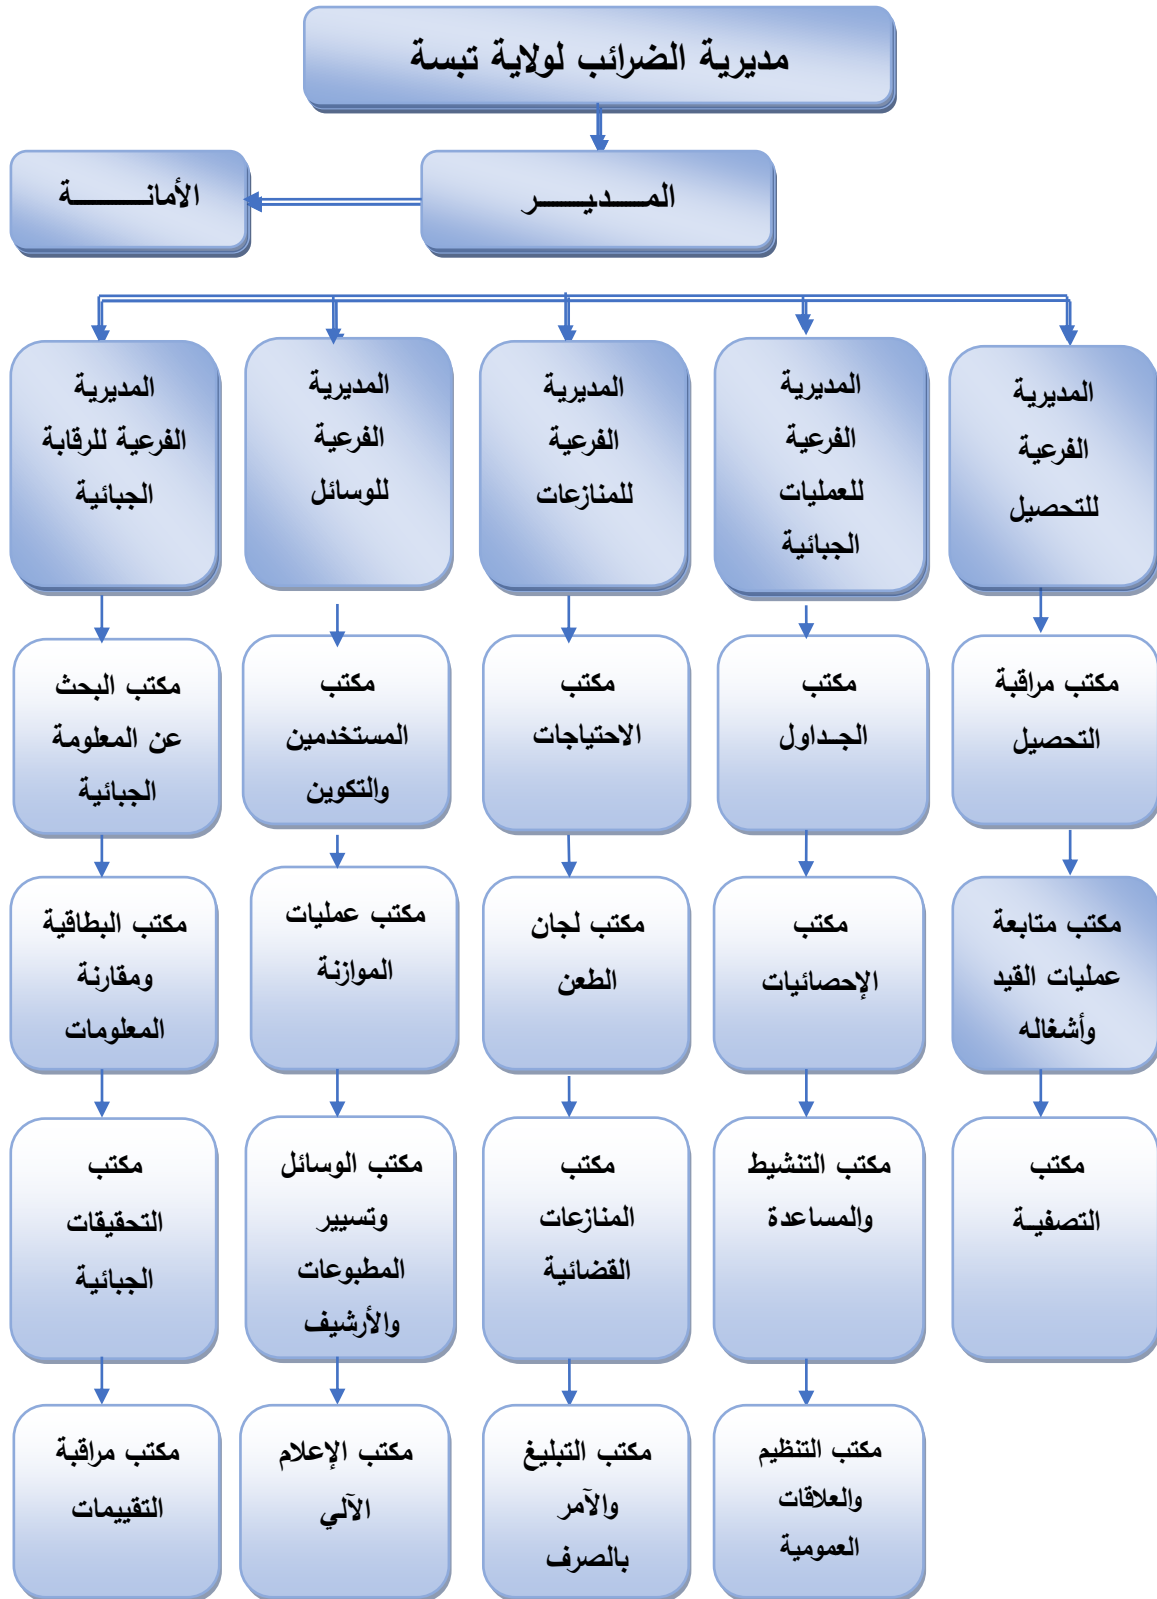 مديرية الضرائب لولاية تبسة
المـــديـــــر
الأمانـــــــــة
المديرية
الفرعية
للتحصيل
المديرية
الفرعية
للعمليات
الجبائية
المديرية
الفرعية
للمنازعات
المديرية
الفرعية
للوسائل
المديرية
الفرعية للرقابة
الجبائية
مكتب مراقبة
التحصيل
مكتب
الجـداول
مكتب
الاحتياجات
مكتب
المستخدمين
والتكوين
مكتب البحث
عن المعلومة
الجبائية
مكتب متابعة
عمليات القيد
وأشغاله
مكتب
الإحصائيات
مكتب لجان
الطعن
مكتب عمليات
الموازنة
مكتب البطاقية
ومقارنة
المعلومات
مكتب
التصفيـة
مكتب التنشيط
والمساعدة
مكتب
المنازعات
القضائية
مكتب الوسائل
وتسيير
المطبوعات
والأرشيف
مكتب
التحقيقات
الجبائية
مكتب التنظيم
والعلاقات
العمومية
مكتب التبليغ
والآمر
بالصرف
مكتب الإعلام
الآلي
مكتب مراقبة
التقييمات